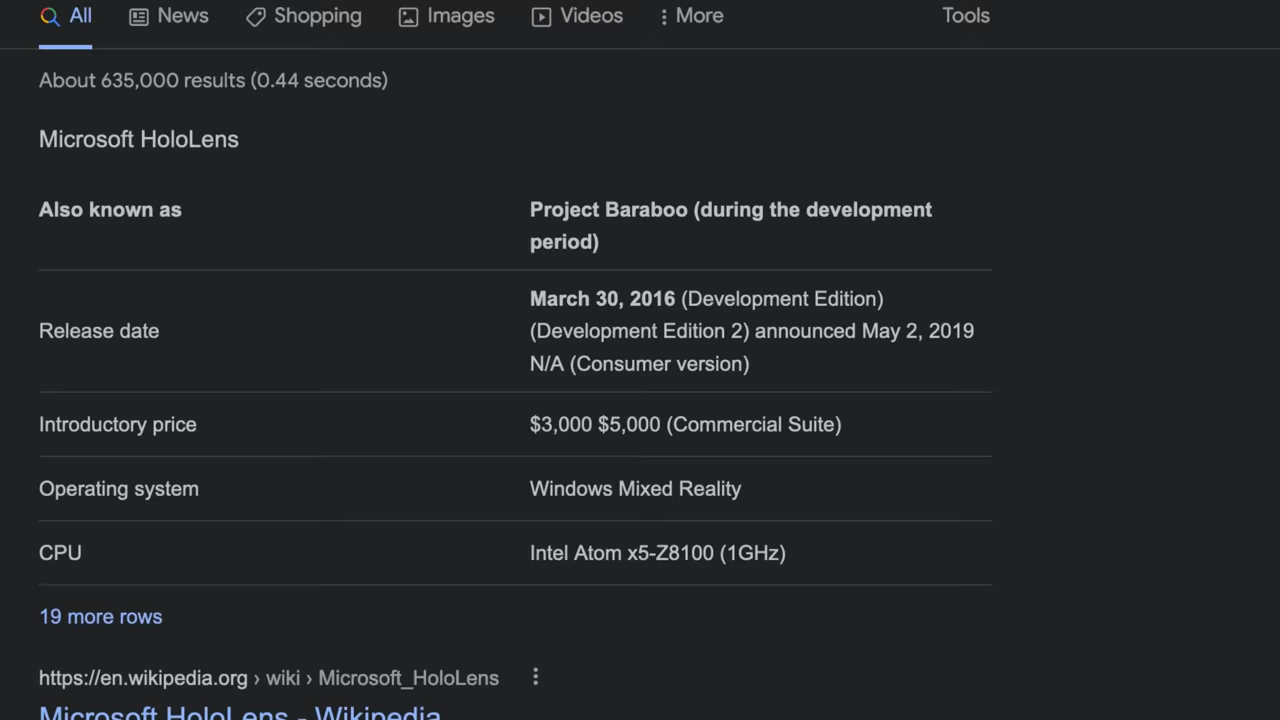 All News Shopping Images Videos More Tools
About 635,000 results (0.44 seconds)
Microsoft HoloLens
Also known as Project Baraboo (during the development
period)
March 30, 2016 (Development Edition)
Release date (Development Edition 2) announced May 2, 2019
N/A (Consumer version)
Introductory price $3,000 $5,000 (Commercial Suite)
Operating system Windows Mixed Reality
CPU Intel Atom x5-Z8100 (1GHz)
19 more rows
https://en.wikipedia.org › wiki › Microsoft_HoloLens
Microsoft HoloLens - Wikipedia